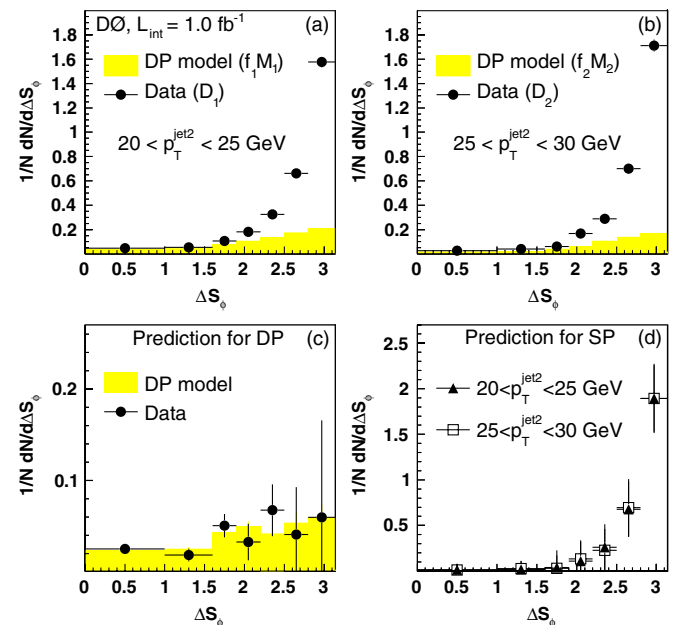 DØ, L_int = 1.0 fb⁻¹ (a)
DP model (f₁M₁)
Data (D₁)
20 < p_T^jet2 < 25 GeV
1/N dN/dΔS_ϕ
1.8
1.6
1.4
1.2
1
0.8
0.6
0.4
0.2
0 0.5 1 1.5 2 2.5 3
ΔS_ϕ
(b)
DP model (f₂M₂)
Data (D₂)
25 < p_T^jet2 < 30 GeV
1/N dN/dΔS_ϕ
1.8
1.6
1.4
1.2
1
0.8
0.6
0.4
0.2
0 0.5 1 1.5 2 2.5 3
ΔS_ϕ
Prediction for DP (c)
DP model
Data
1/N dN/dΔS_ϕ
0.2
0.1
0 0.5 1 1.5 2 2.5 3
ΔS_ϕ
Prediction for SP (d)
20<p_T^jet2<25 GeV
25<p_T^jet2<30 GeV
1/N dN/dΔS_ϕ
2.5
2
1.5
1
0.5
0 0.5 1 1.5 2 2.5 3
ΔS_ϕ